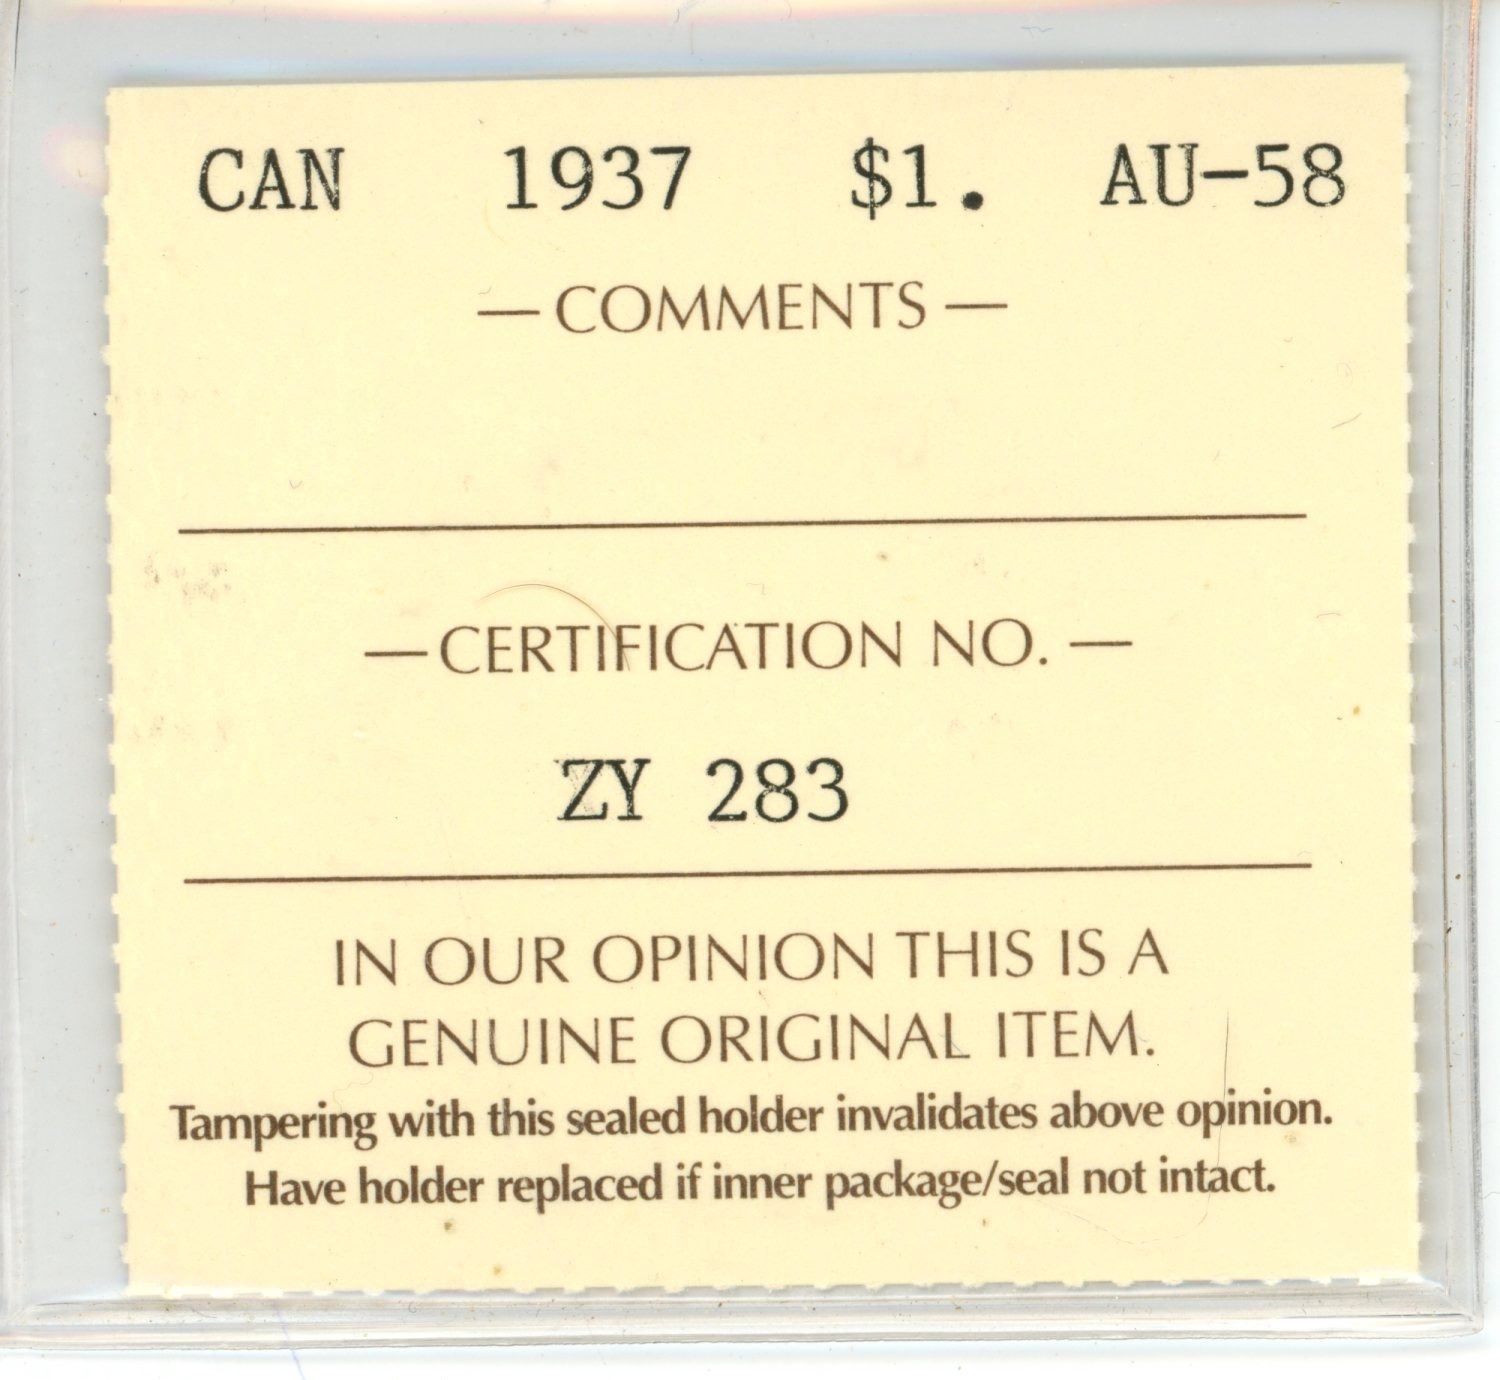 CAN 1937 $1. AU-58
— COMMENTS —
— CERTIFICATION NO. —
ZY 283
IN OUR OPINION THIS IS A
GENUINE ORIGINAL ITEM.
Tampering with this sealed holder invalidates above opinion.
Have holder replaced if inner package/seal not intact.